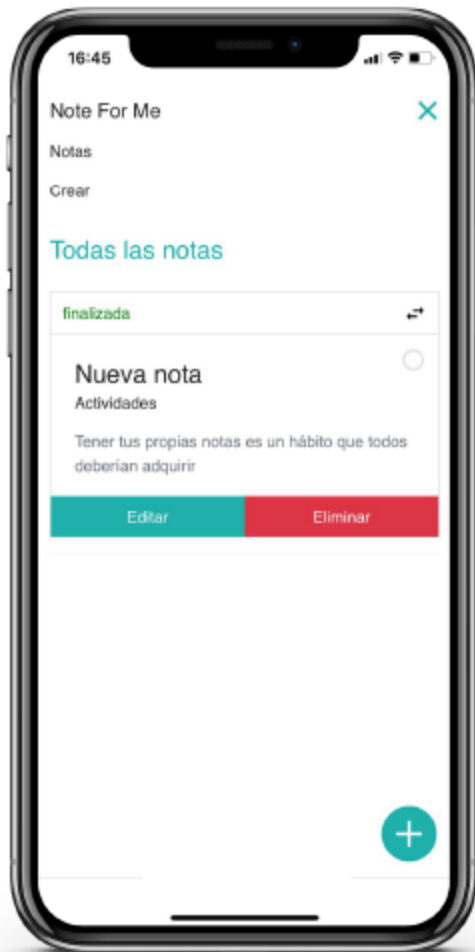 16:45
Note For Me
Notas
Crear
Todas las notas
finalizada
Nueva nota
Actividades
Tener tus propias notas es un hábito que todos
deberían adquirir
Editar
Eliminar